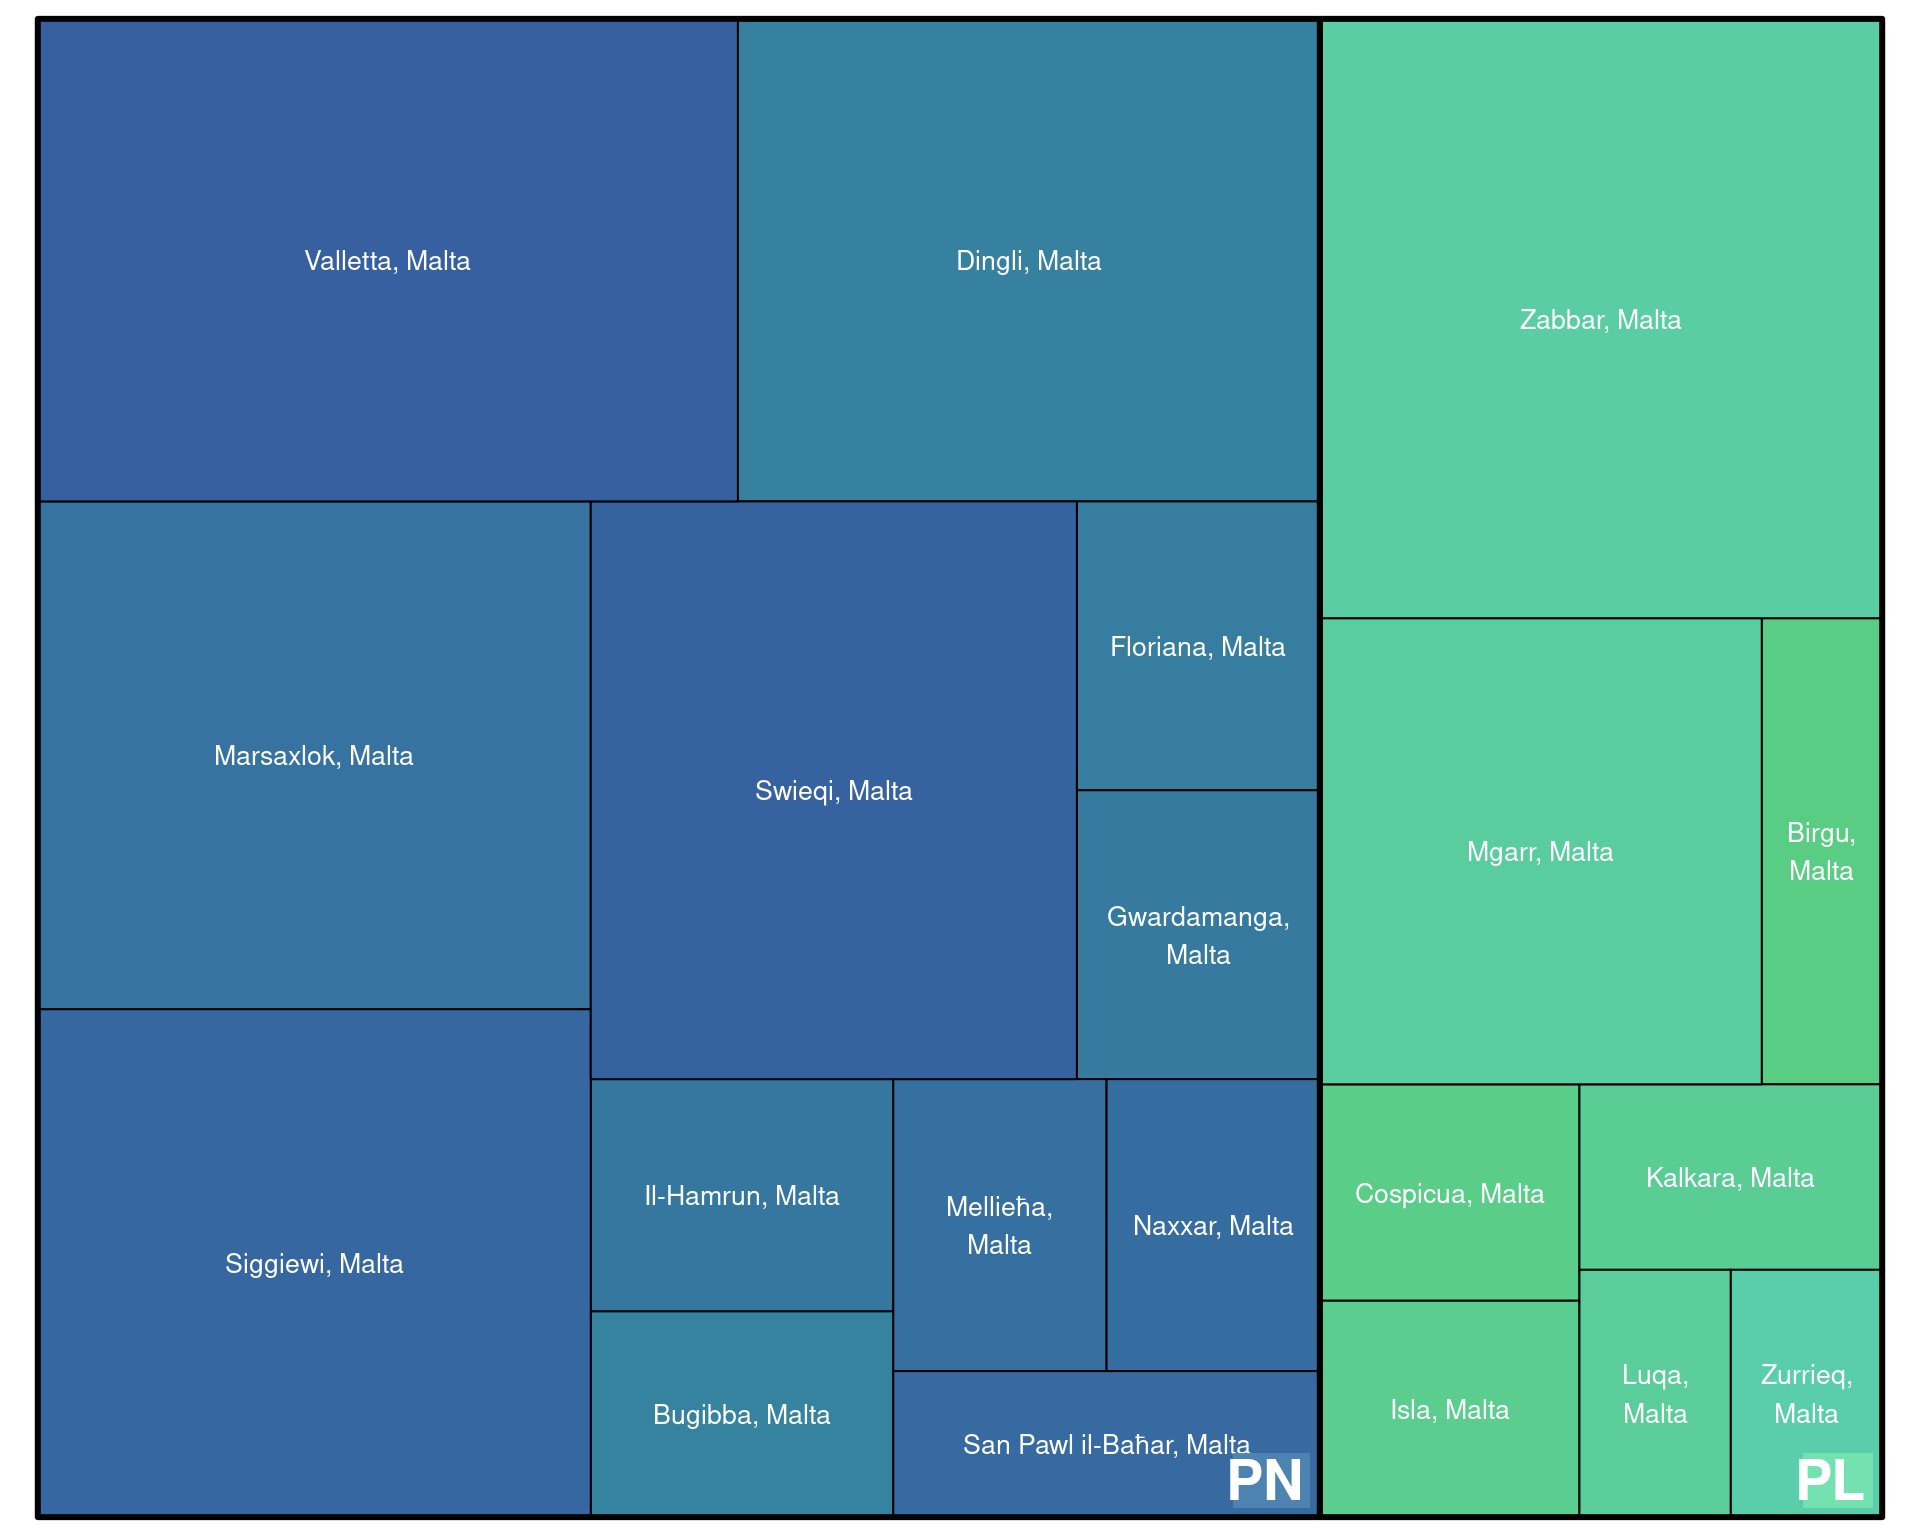 Valletta, Malta
Dingli, Malta
Zabbar, Malta
Marsaxlok, Malta
Swieqi, Malta
Floriana, Malta
Gwardamanga,
Malta
Mgarr, Malta
Birgu,
Malta
Siggiewi, Malta
Il-Hamrun, Malta
Mellieħa,
Malta
Naxxar, Malta
Cospicua, Malta
Kalkara, Malta
Bugibba, Malta
San Pawl il-Baħar, Malta
Isla, Malta
Luqa,
Malta
Zurrieq,
Malta
PN
PL